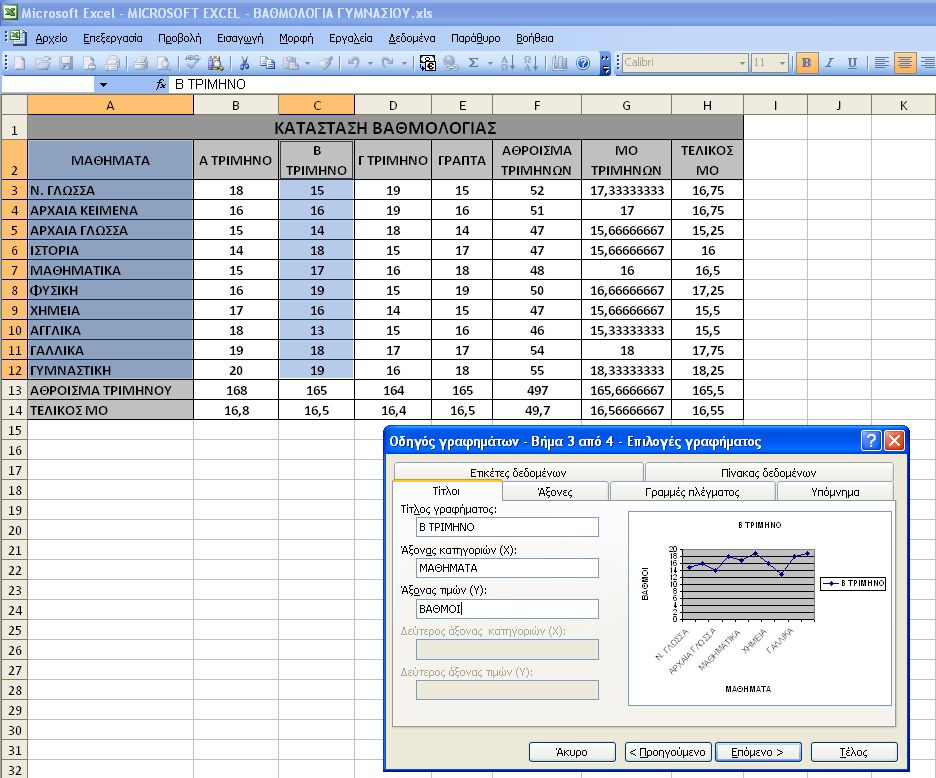 Microsoft Excel - MICROSOFT EXCEL - ΒΑΘΜΟΛΟΓΙΑ ΓΥΜΝΑΣΙΟΥ.xls
Αρχείο Επεξεργασία Προβολή Εισαγωγή Μορφή Εργαλεία Δεδομένα Παράθυρο Βοήθεια
Calibri 11 B I U
fx Β ΤΡΙΜΗΝΟ
A B C D E F G H I J K
1 ΚΑΤΑΣΤΑΣΗ ΒΑΘΜΟΛΟΓΙΑΣ
2 ΜΑΘΗΜΑΤΑ Α ΤΡΙΜΗΝΟ Β ΤΡΙΜΗΝΟ Γ ΤΡΙΜΗΝΟ ΓΡΑΠΤΑ ΑΘΡΟΙΣΜΑ ΤΡΙΜΗΝΩΝ ΜΟ ΤΡΙΜΗΝΩΝ ΤΕΛΙΚΟΣ ΜΟ
3 Ν. ΓΛΩΣΣΑ 18 15 19 15 52 17,33333333 16,75
4 ΑΡΧΑΙΑ ΚΕΙΜΕΝΑ 16 16 19 16 51 17 16,75
5 ΑΡΧΑΙΑ ΓΛΩΣΣΑ 15 14 18 14 47 15,66666667 15,25
6 ΙΣΤΟΡΙΑ 14 18 15 17 47 15,66666667 16
7 ΜΑΘΗΜΑΤΙΚΑ 15 17 16 18 48 16 16,5
8 ΦΥΣΙΚΗ 16 19 15 19 50 16,66666667 17,25
9 ΧΗΜΕΙΑ 17 16 14 15 47 15,66666667 15,5
10 ΑΓΓΛΙΚΑ 18 13 15 16 46 15,33333333 15,5
11 ΓΑΛΛΙΚΑ 19 18 17 17 54 18 17,75
12 ΓΥΜΝΑΣΤΙΚΗ 20 19 16 18 55 18,33333333 18,25
13 ΑΘΡΟΙΣΜΑ ΤΡΙΜΗΝΟΥ 168 165 164 165 497 165,6666667 165,5
14 ΤΕΛΙΚΟΣ ΜΟ 16,8 16,5 16,4 16,5 49,7 16,56666667 16,55
15
16
17
18
19
20
21
22
23
24
25
26
27
28
29
30
31
32
Οδηγός γραφημάτων - Βήμα 3 από 4 - Επιλογές γραφήματος
Ετικέτες δεδομένων Πίνακας δεδομένων
Τίτλοι Άξονες Γραμμές πλέγματος Υπόμνημα
Τίτλος γραφήματος:
Β ΤΡΙΜΗΝΟ
Άξονας κατηγοριών (X):
ΜΑΘΗΜΑΤΑ
Άξονας τιμών (Y):
ΒΑΘΜΟΙ
Δεύτερος άξονας κατηγοριών (X):
Δεύτερος άξονας τιμών (Y):
Β ΤΡΙΜΗΝΟ
20
18
16
14
12
10
8
6
4
2
0
ΒΑΘΜΟΙ
Β ΤΡΙΜΗΝΟ
Ν. ΓΛΩΣΣΑ
ΑΡΧΑΙΑ ΓΛΩΣΣΑ
ΜΑΘΗΜΑΤΙΚΑ
ΧΗΜΕΙΑ
ΓΑΛΛΙΚΑ
ΜΑΘΗΜΑΤΑ
Άκυρο < Προηγούμενο Επόμενο > Τέλος